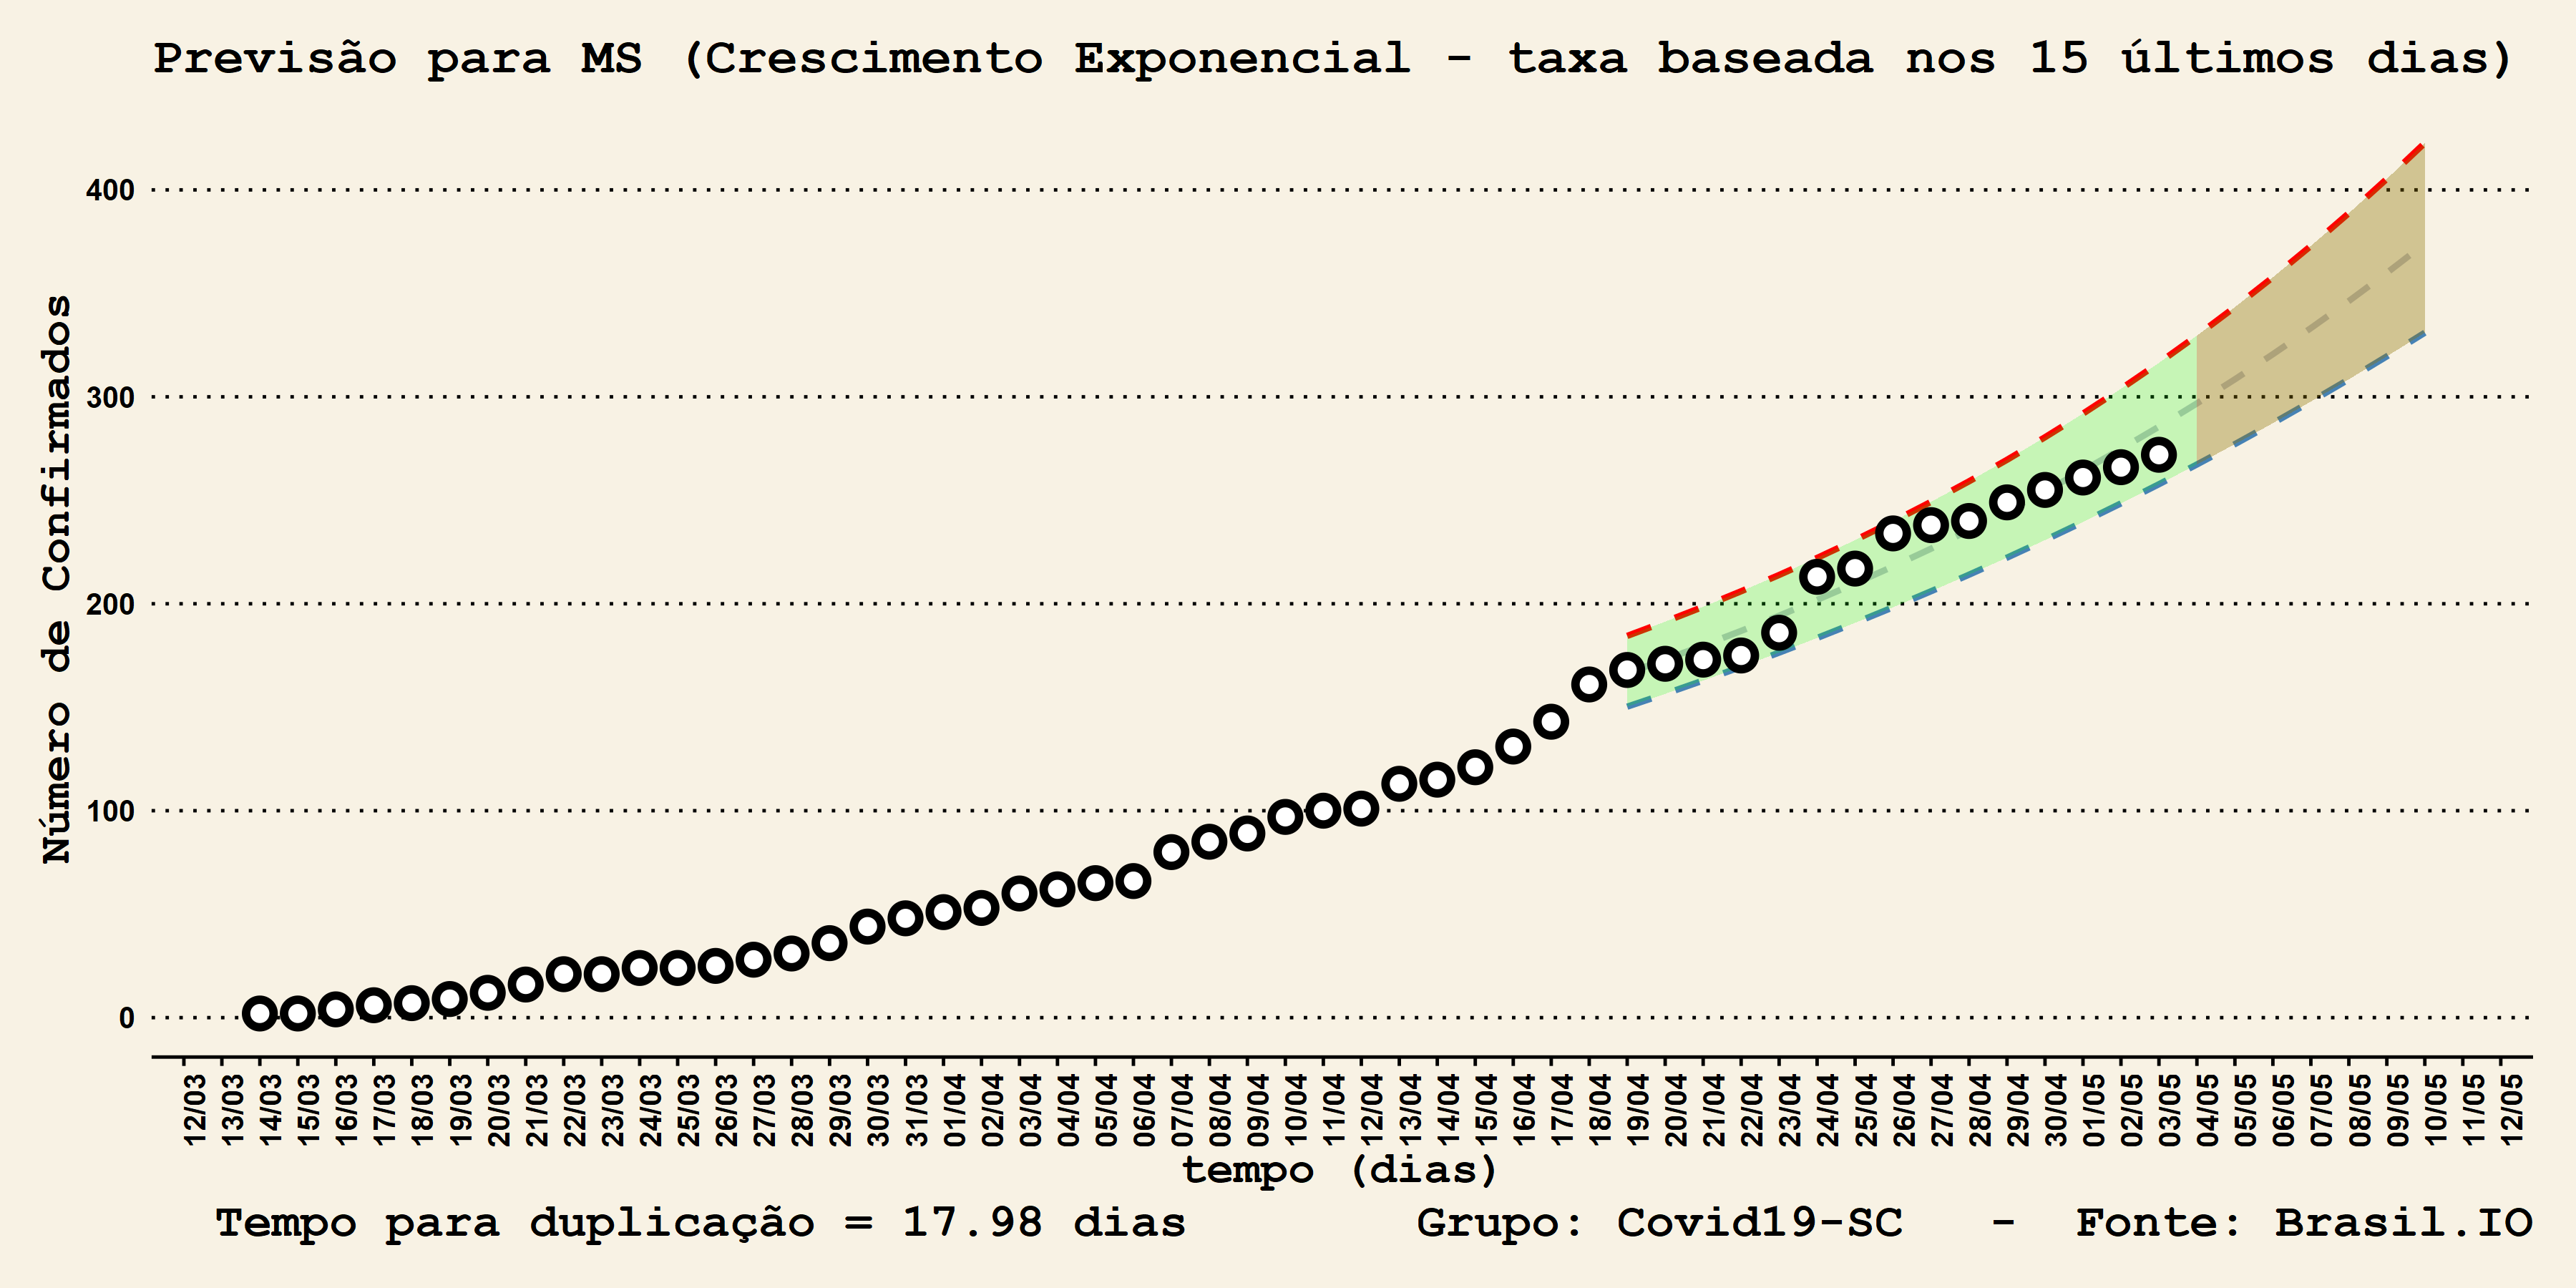 Previsão para MS (Crescimento Exponencial - taxa baseada nos 15 últimos dias)
Número de Confirmados
400
300
200
100
0
12/03 13/03 14/03 15/03 16/03 17/03 18/03 19/03 20/03 21/03 22/03 23/03 24/03 25/03 26/03 27/03 28/03 29/03 30/03 31/03 01/04 02/04 03/04 04/04 05/04 06/04 07/04 08/04 09/04 10/04 11/04 12/04 13/04 14/04 15/04 16/04 17/04 18/04 19/04 20/04 21/04 22/04 23/04 24/04 25/04 26/04 27/04 28/04 29/04 30/04 01/05 02/05 03/05 04/05 05/05 06/05 07/05 08/05 09/05 10/05 11/05 12/05
tempo (dias)
Tempo para duplicação = 17.98 dias Grupo: Covid19-SC - Fonte: Brasil.IO